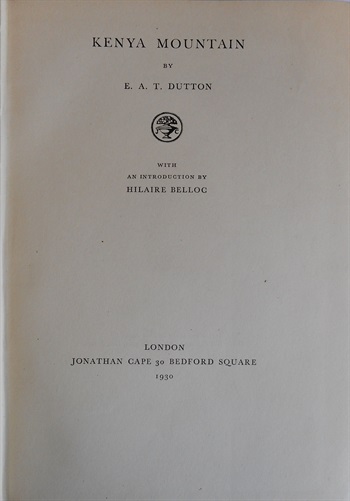 KENYA MOUNTAIN
BY
E. A. T. DUTTON
WITH
AN INTRODUCTION BY
HILAIRE BELLOC
LONDON
JONATHAN CAPE 30 BEDFORD SQUARE
1930